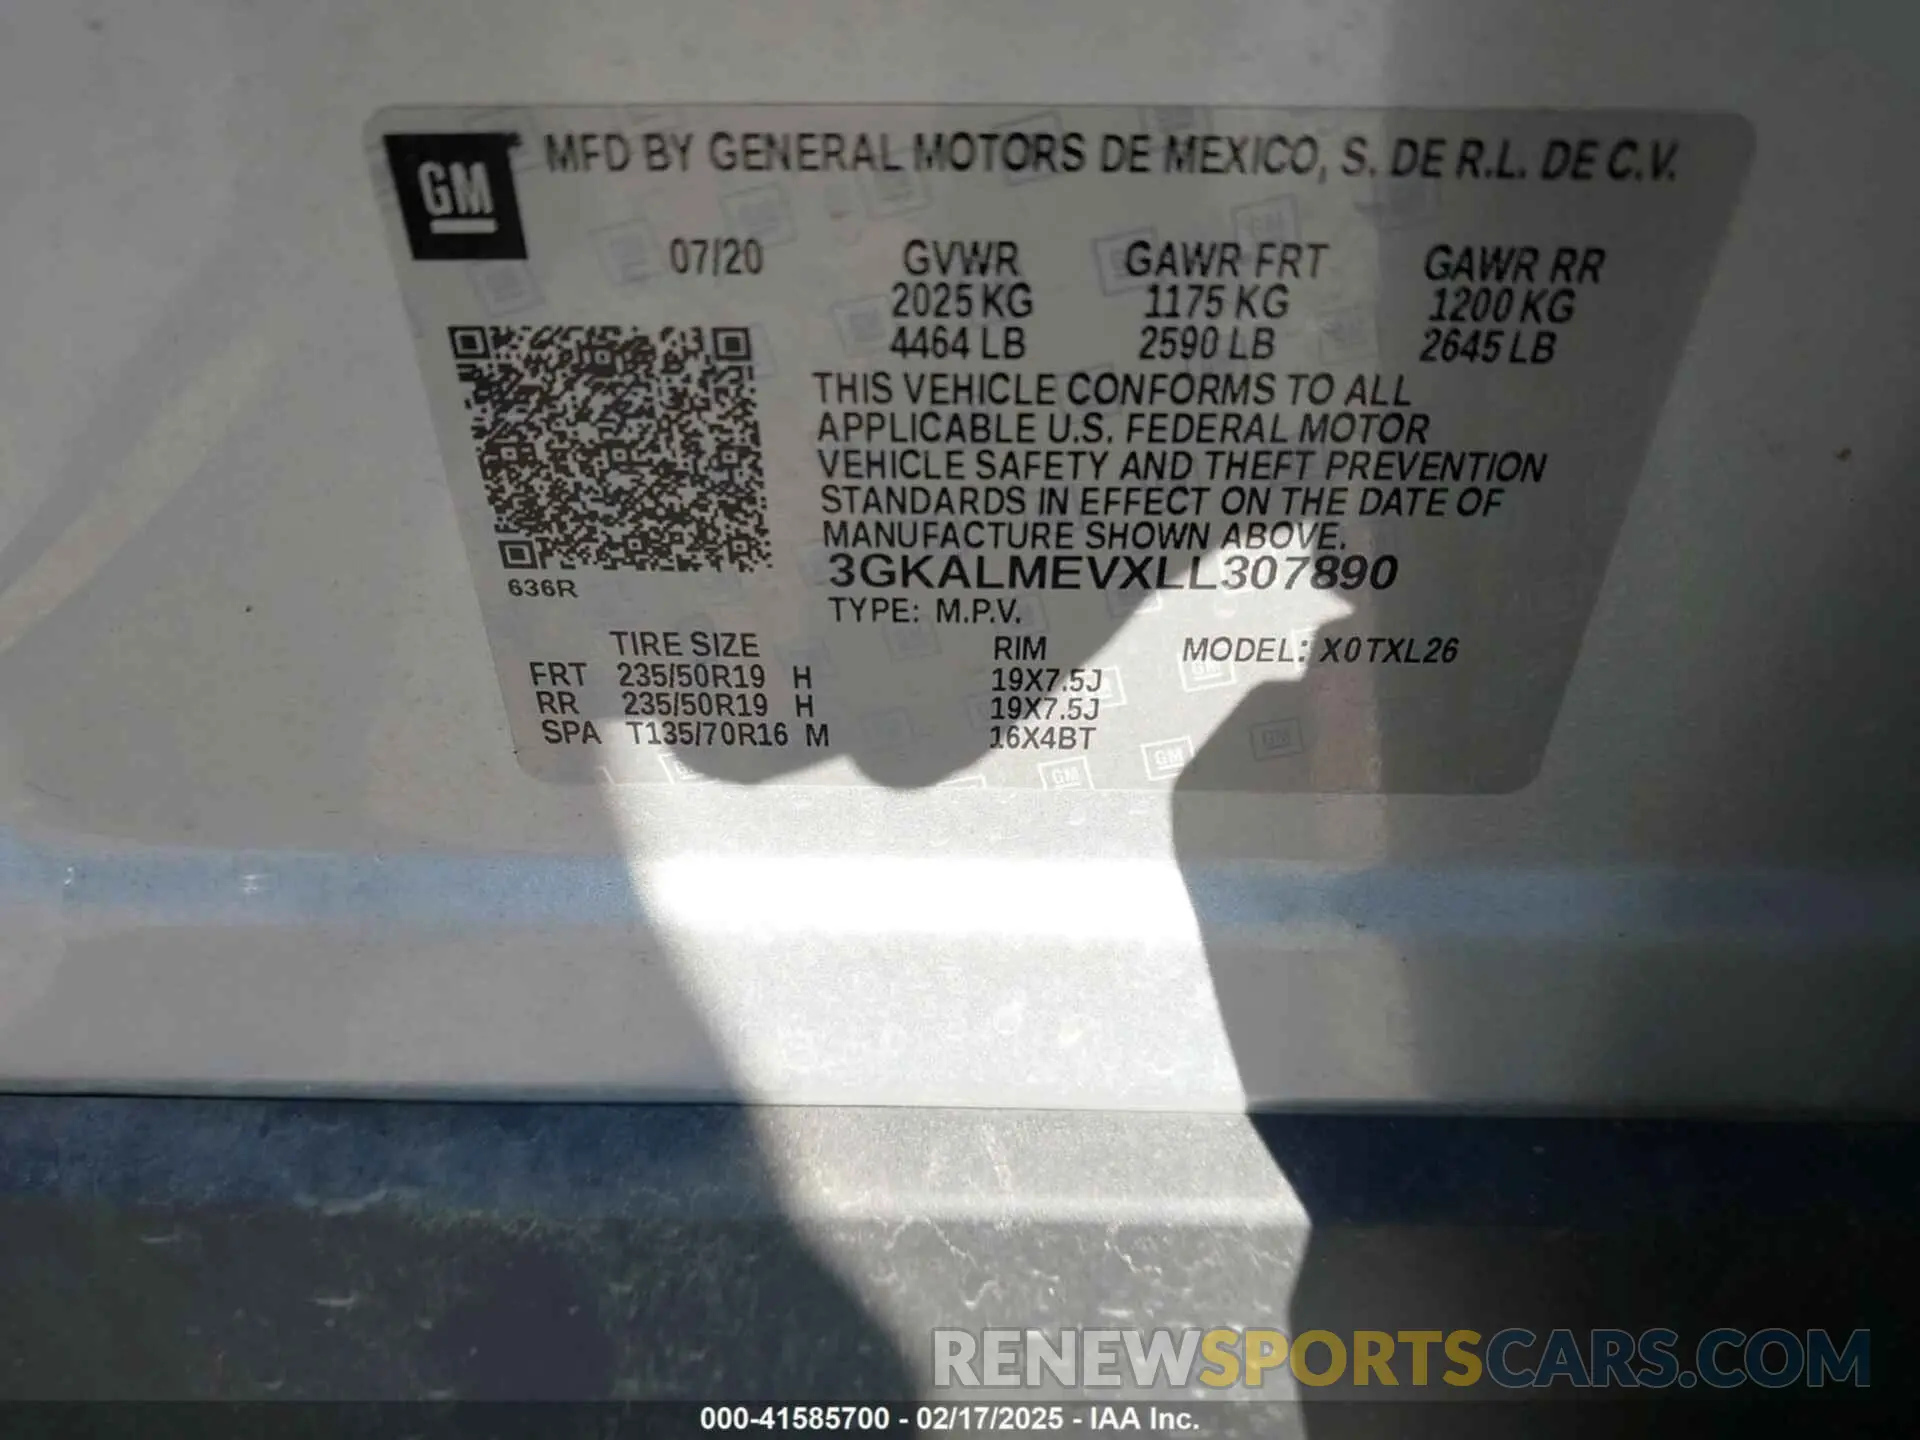 GM MFD BY GENERAL MOTORS DE MEXICO, S. DE R.L. DE C.V.
07/20 GVWR GAWR FRT GAWR RR
2025 KG 1175 KG 1200 KG
4464 LB 2590 LB 2645 LB
THIS VEHICLE CONFORMS TO ALL
APPLICABLE U.S. FEDERAL MOTOR
VEHICLE SAFETY AND THEFT PREVENTION
STANDARDS IN EFFECT ON THE DATE OF
MANUFACTURE SHOWN ABOVE.
3GKALMEVXLL307890
636R
TYPE: M.P.V.
TIRE SIZE RIM MODEL: X0TXL26
FRT 235/50R19 H 19X7.5J
RR 235/50R19 H 19X7.5J
SPA T135/70R16 M 16X4BT
RENEWSPORTSCARS.COM
000-41585700 - 02/17/2025 - IAA Inc.